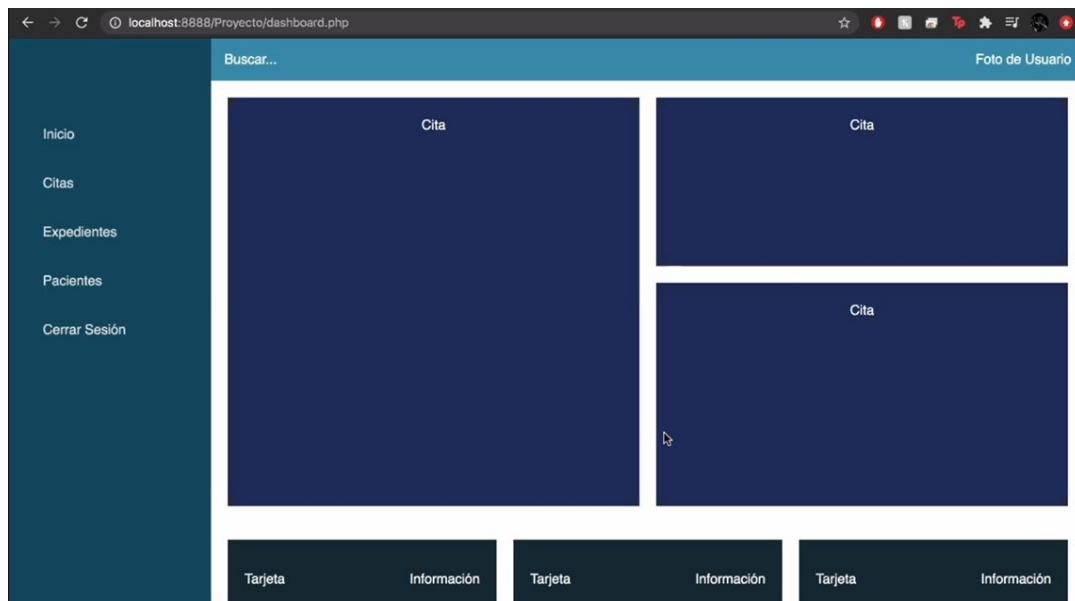 localhost:8888/Proyecto/dashboard.php
Tp
Buscar...
Foto de Usuario
Inicio
Citas
Expedientes
Pacientes
Cerrar Sesión
Cita
Cita
Cita
Tarjeta Información
Tarjeta Información
Tarjeta Información